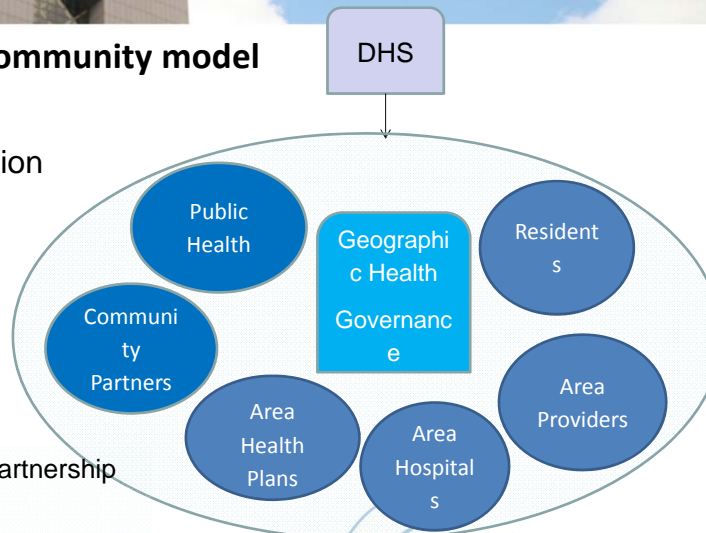 ommunity model
DHS
ion
Public
Health
Geographi
c Health
Governanc
e
Resident
s
Communi
ty
Partners
Area
Providers
Area
Health
Plans
Area
Hospital
s
artnership